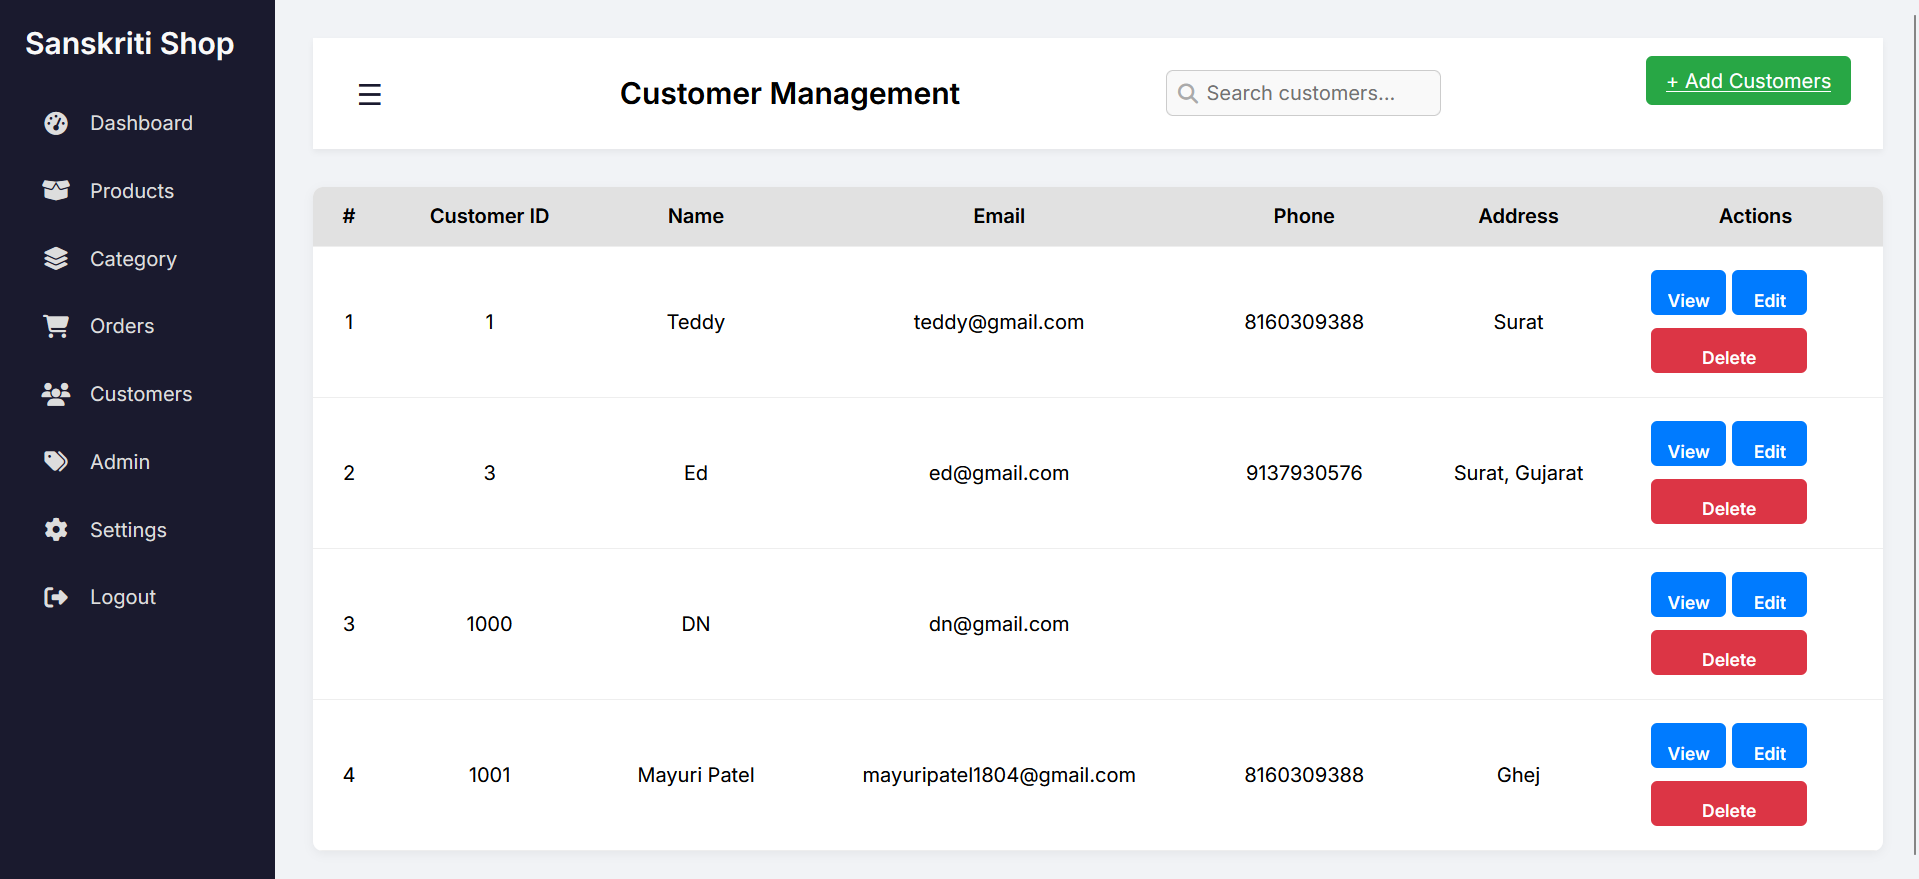 Sanskriti Shop
Dashboard
Products
Category
Orders
Customers
Admin
Settings
Logout
☰ Customer Management Search customers... + Add Customers
# Customer ID Name Email Phone Address Actions
1 1 Teddy teddy@gmail.com 8160309388 Surat View Edit
Delete
2 3 Ed ed@gmail.com 9137930576 Surat, Gujarat View Edit
Delete
3 1000 DN dn@gmail.com View Edit
Delete
4 1001 Mayuri Patel mayuripatel1804@gmail.com 8160309388 Ghej View Edit
Delete